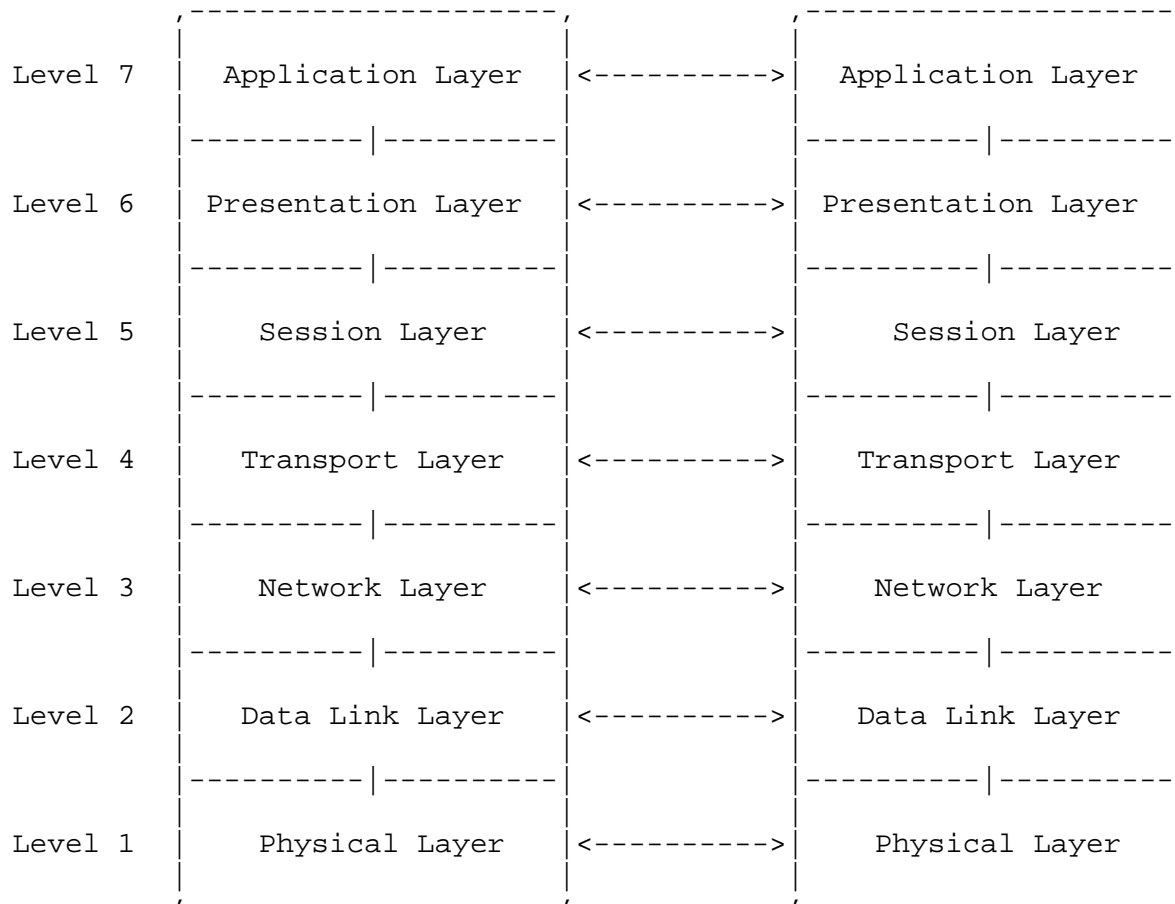 ,---------------------, ,---------------------
Level 7 | Application Layer |<---------->| Application Layer
|----------|----------| |----------|----------
Level 6 | Presentation Layer |<---------->| Presentation Layer
|----------|----------| |----------|----------
Level 5 | Session Layer |<---------->| Session Layer
|----------|----------| |----------|----------
Level 4 | Transport Layer |<---------->| Transport Layer
|----------|----------| |----------|----------
Level 3 | Network Layer |<---------->| Network Layer
|----------|----------| |----------|----------
Level 2 | Data Link Layer |<---------->| Data Link Layer
|----------|----------| |----------|----------
Level 1 | Physical Layer |<---------->| Physical Layer